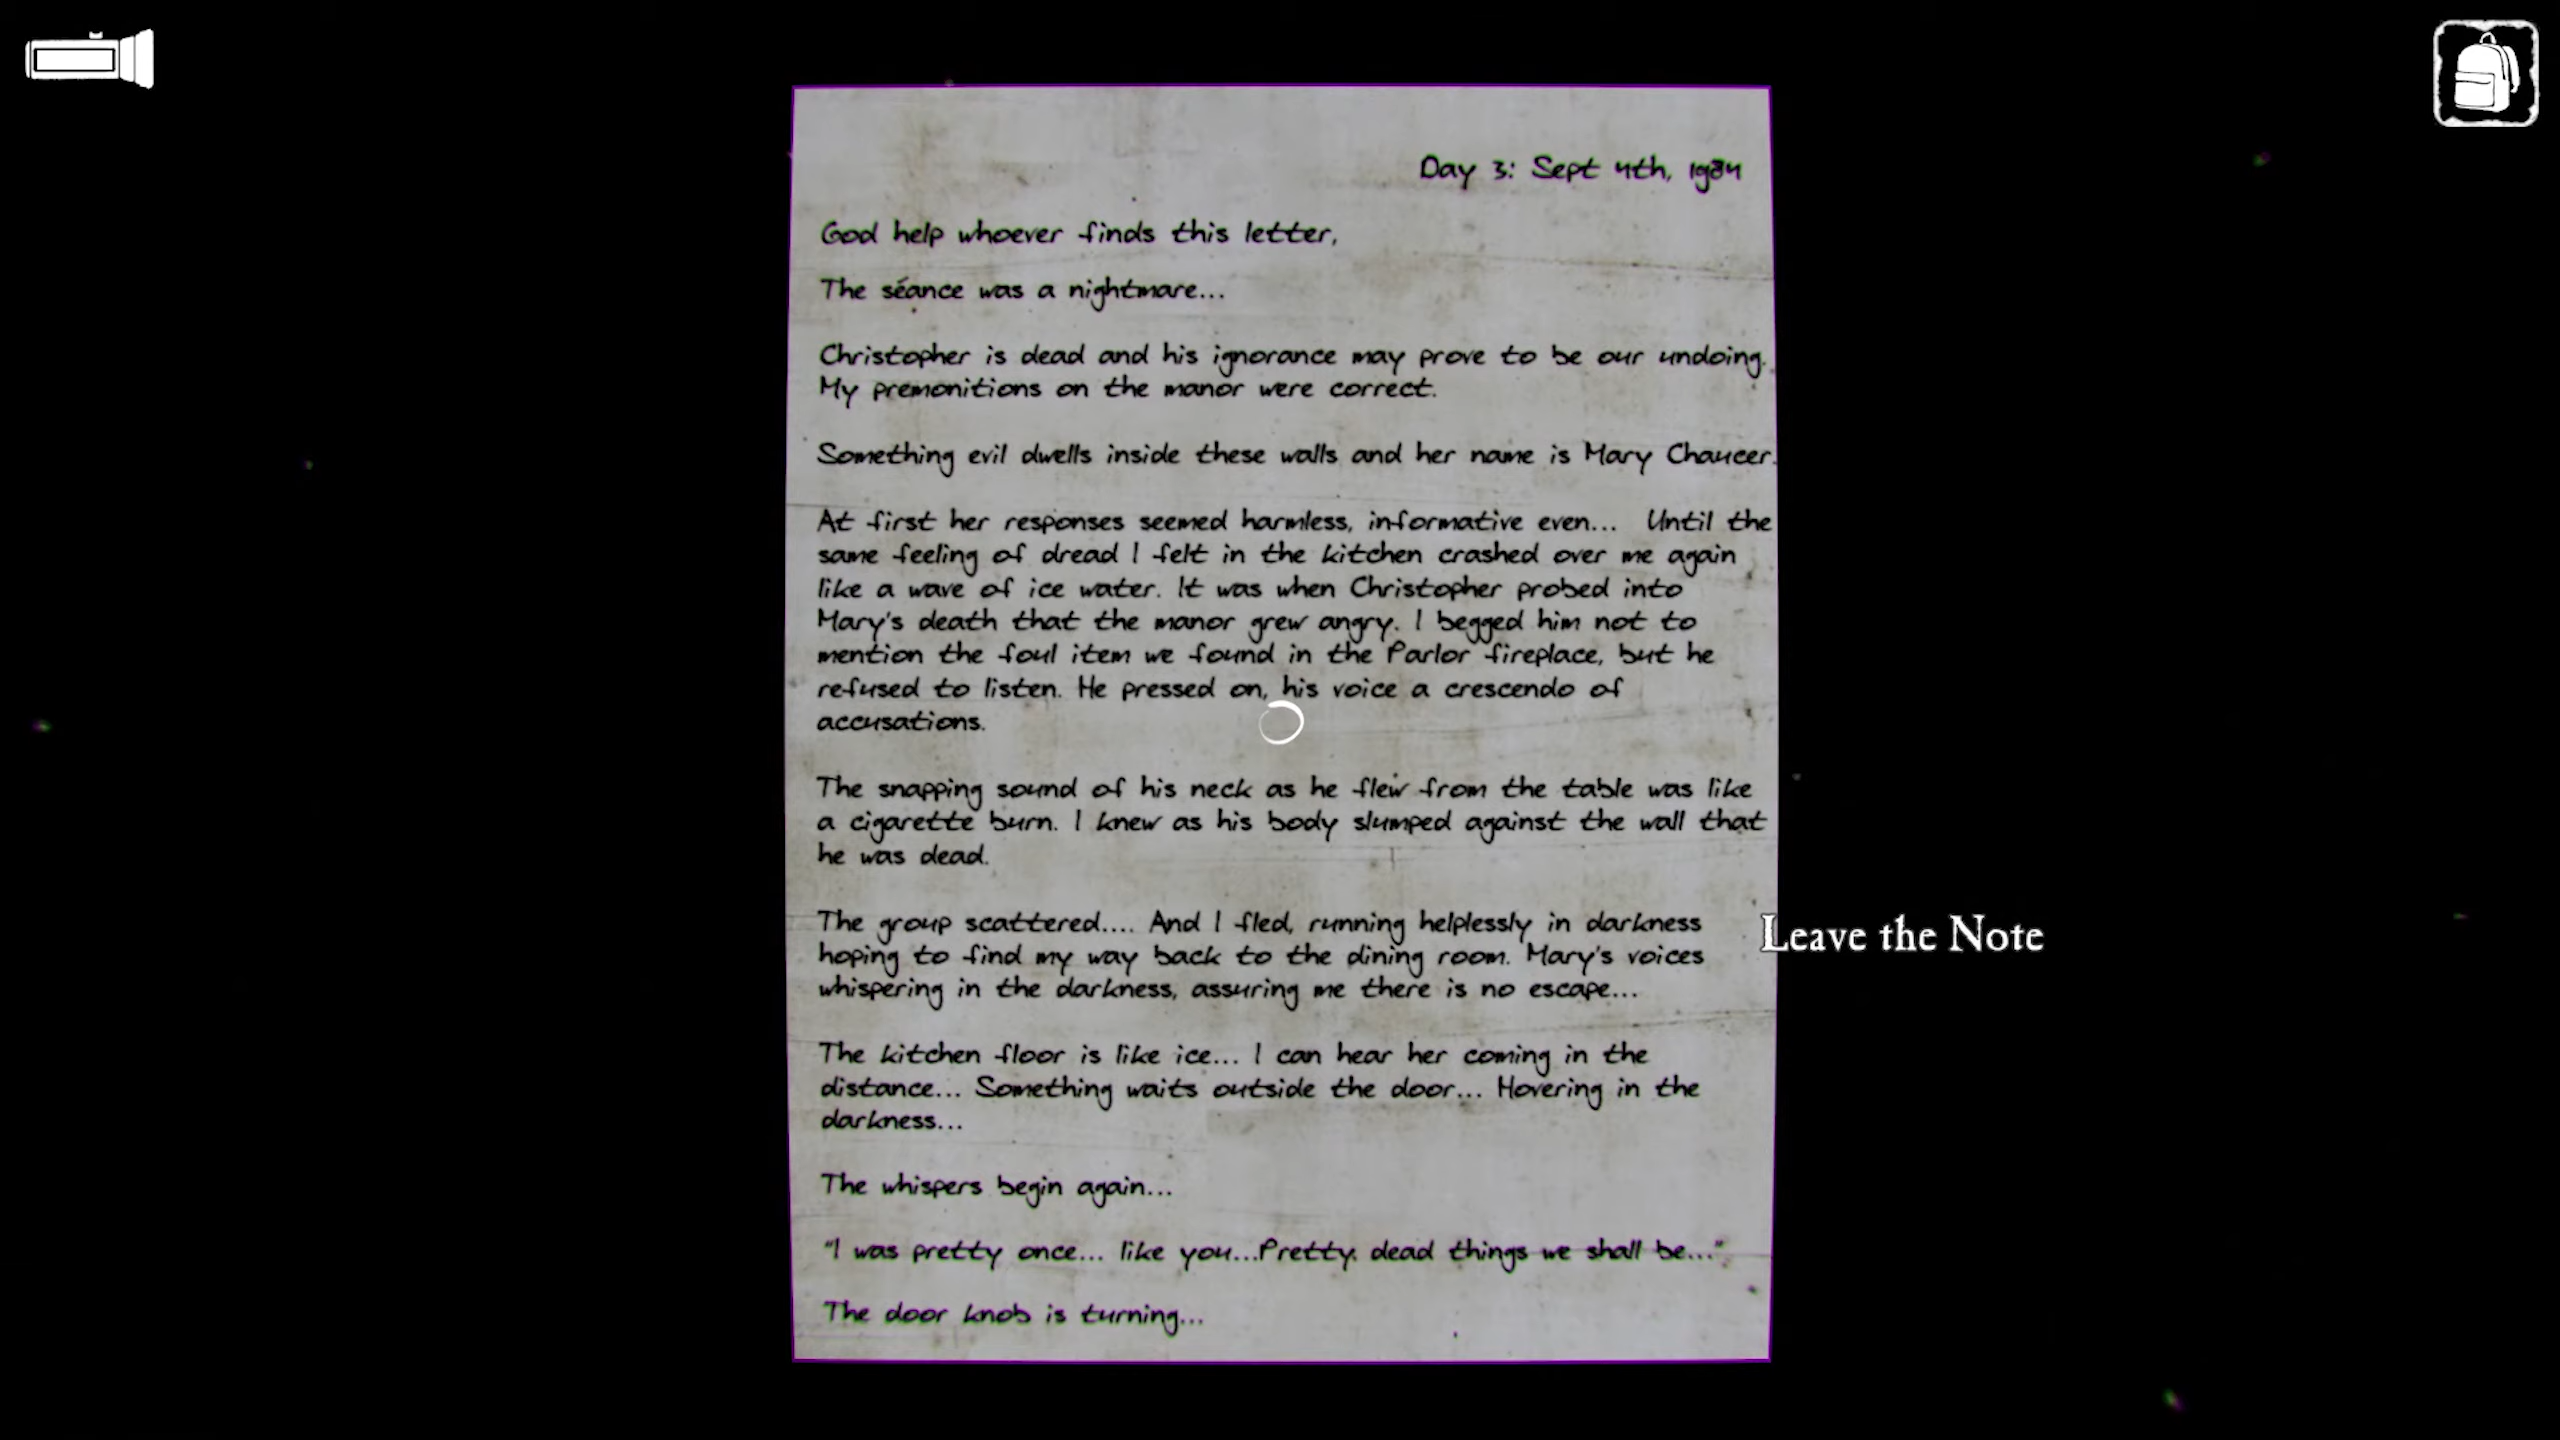 Day 3: Sept 4th, 1984
God help whoever finds this letter,
The séance was a nightmare...
Christopher is dead and his ignorance may prove to be our undoing.
My premonitions on the manor were correct.
Something evil dwells inside these walls and her name is Mary Chaucer.
At first her responses seemed harmless, informative even... Until the
same feeling of dread I felt in the kitchen crashed over me again
like a wave of ice water. It was when Christopher probed into
Mary's death that the manor grew angry. I begged him not to
mention the foul item we found in the Parlor fireplace, but he
refused to listen. He pressed on, his voice a crescendo of
accusations.
The snapping sound of his neck as he flew from the table was like
a cigarette burn. I knew as his body slumped against the wall that
he was dead.
The group scattered.... And I fled, running helplessly in darkness
hoping to find my way back to the dining room. Mary's voices
whispering in the darkness, assuring me there is no escape...
The kitchen floor is like ice... I can hear her coming in the
distance... Something waits outside the door... Hovering in the
darkness...
The whispers begin again...
"I was pretty once... like you...Pretty. dead things we shall be..."
The door knob is turning...
Leave the Note